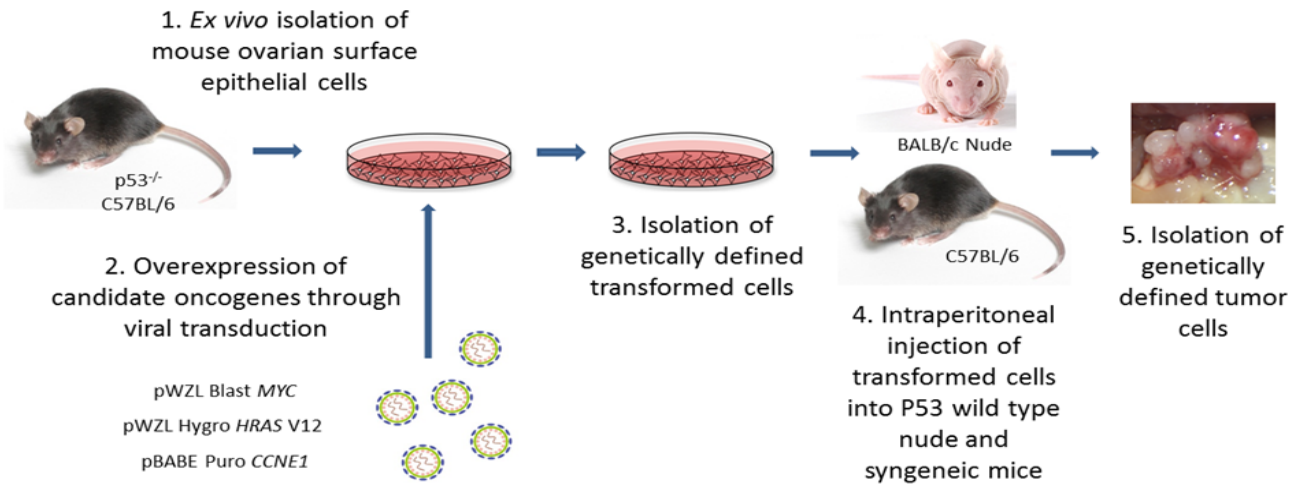 1. Ex vivo isolation of
mouse ovarian surface
epithelial cells
p53-/-
C57BL/6
2. Overexpression of
candidate oncogenes through
viral transduction
pWZL Blast MYC
pWZL Hygro HRAS V12
pBABE Puro CCNE1
3. Isolation of
genetically defined
transformed cells
BALB/c Nude
C57BL/6
4. Intraperitoneal
injection of
transformed cells
into P53 wild type
nude and
syngeneic mice
5. Isolation of
genetically
defined tumor
cells